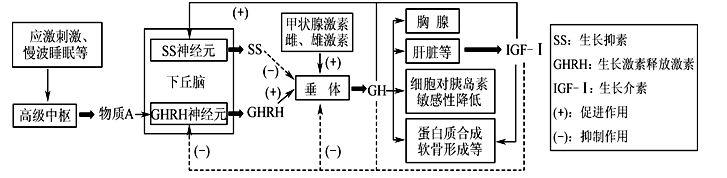 应激刺激、
慢波睡眠等
高级中枢
物质A
(+)
SS神经元
下丘脑
GHRH神经元
(−)
SS
(−)
(+)
GHRH
甲状腺激素
雌、雄激素
(+)
垂体
(−)
GH
胸腺
肝脏等
细胞对胰岛素
敏感性降低
蛋白质合成
软骨形成等
IGF-Ⅰ
SS：生长抑素
GHRH：生长激素释放激素
IGF-Ⅰ：生长介素
(+)：促进作用
(−)：抑制作用